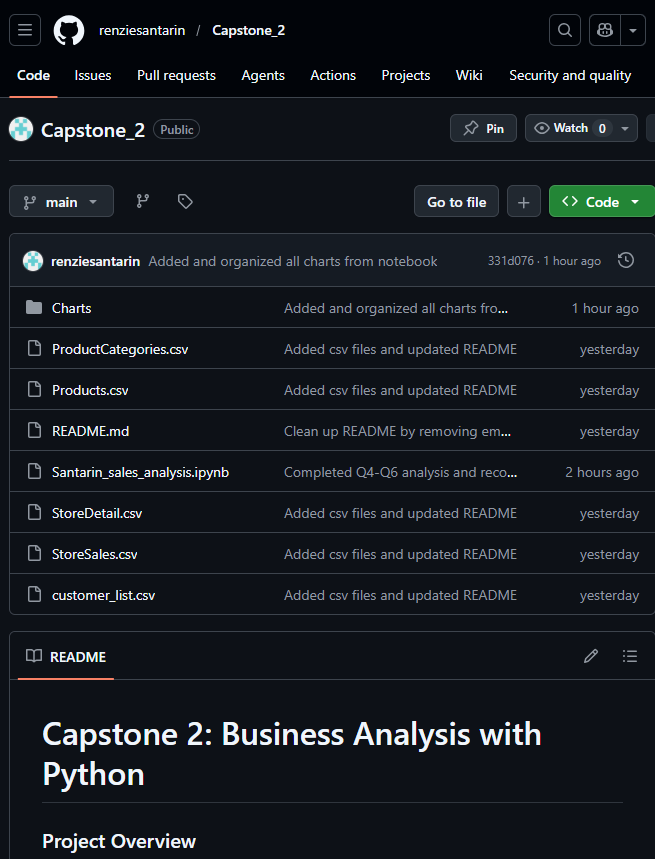 renziesantarin / Capstone_2
Code Issues Pull requests Agents Actions Projects Wiki Security and quality
Capstone_2 Public Pin Watch 0
main Go to file Code
renziesantarin Added and organized all charts from notebook 331d076 · 1 hour ago
Charts Added and organized all charts fro... 1 hour ago
ProductCategories.csv Added csv files and updated README yesterday
Products.csv Added csv files and updated README yesterday
README.md Clean up README by removing em... yesterday
Santarin_sales_analysis.ipynb Completed Q4-Q6 analysis and reco... 2 hours ago
StoreDetail.csv Added csv files and updated README yesterday
StoreSales.csv Added csv files and updated README yesterday
customer_list.csv Added csv files and updated README yesterday
README
Capstone 2: Business Analysis with
Python
Project Overview